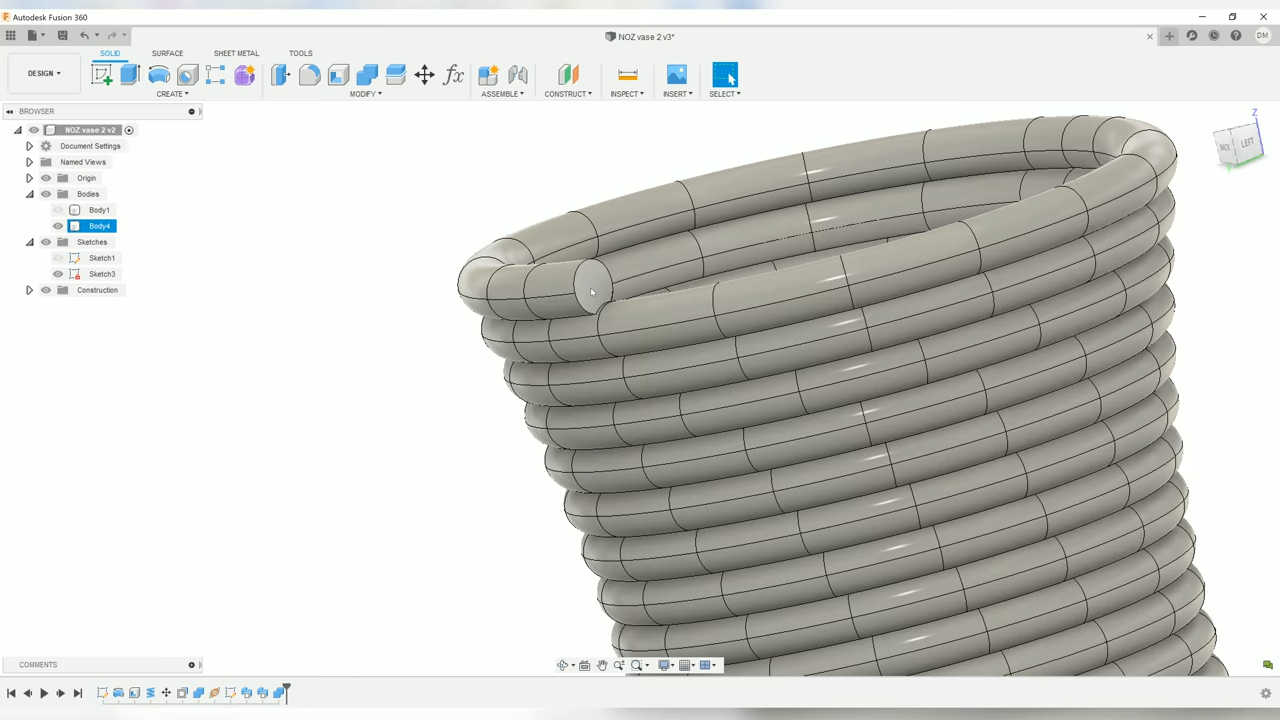 Autodesk Fusion 360
NOZ vase 2 v3*
DM
SOLID SURFACE SHEET METAL TOOLS
DESIGN
CREATE MODIFY ASSEMBLE CONSTRUCT INSPECT INSERT SELECT
BROWSER
NOZ vase 2 v2
Document Settings
Named Views
Origin
Bodies
Body1
Body4
Sketches
Sketch1
Sketch3
Construction
Z
BACK LEFT
COMMENTS